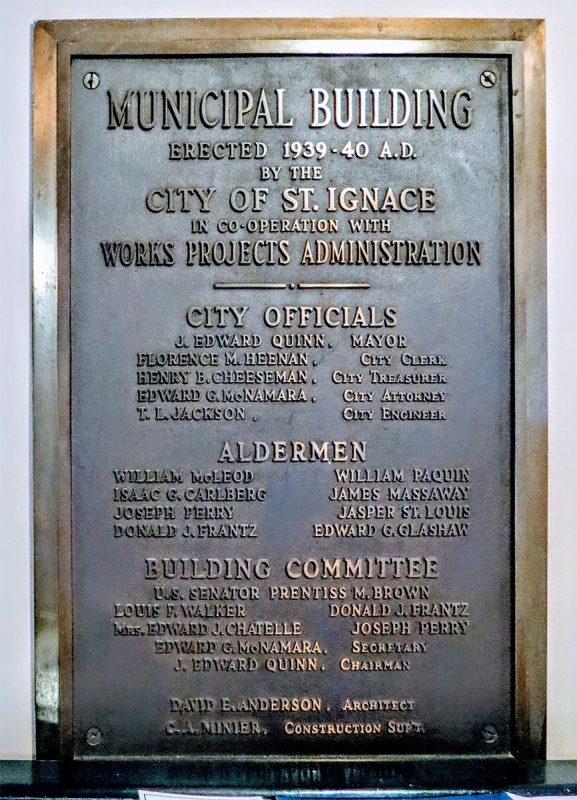 MUNICIPAL BUILDING
ERECTED 1939-40 A.D.
BY THE
CITY OF ST. IGNACE
IN CO-OPERATION WITH
WORKS PROJECTS ADMINISTRATION
CITY OFFICIALS
J. EDWARD QUINN, MAYOR
FLORENCE M. HEENAN, CITY CLERK
HENRY B. CHEESEMAN, CITY TREASURER
EDWARD G. McNAMARA, CITY ATTORNEY
T. L. JACKSON, CITY ENGINEER
ALDERMEN
WILLIAM McLEOD WILLIAM PAQUIN
ISAAC G. CARLBERG JAMES MASSAWAY
JOSEPH PERRY JASPER ST. LOUIS
DONALD J. FRANTZ EDWARD G. GLASHAW
BUILDING COMMITTEE
U.S. SENATOR PRENTISS M. BROWN
LOUIS P. WALKER DONALD J. FRANTZ
MRS. EDWARD J. CHATELLE JOSEPH PERRY
EDWARD G. McNAMARA, SECRETARY
J. EDWARD QUINN, CHAIRMAN
DAVID E. ANDERSON, ARCHITECT
C. A. MINIER, CONSTRUCTION SUP'T.